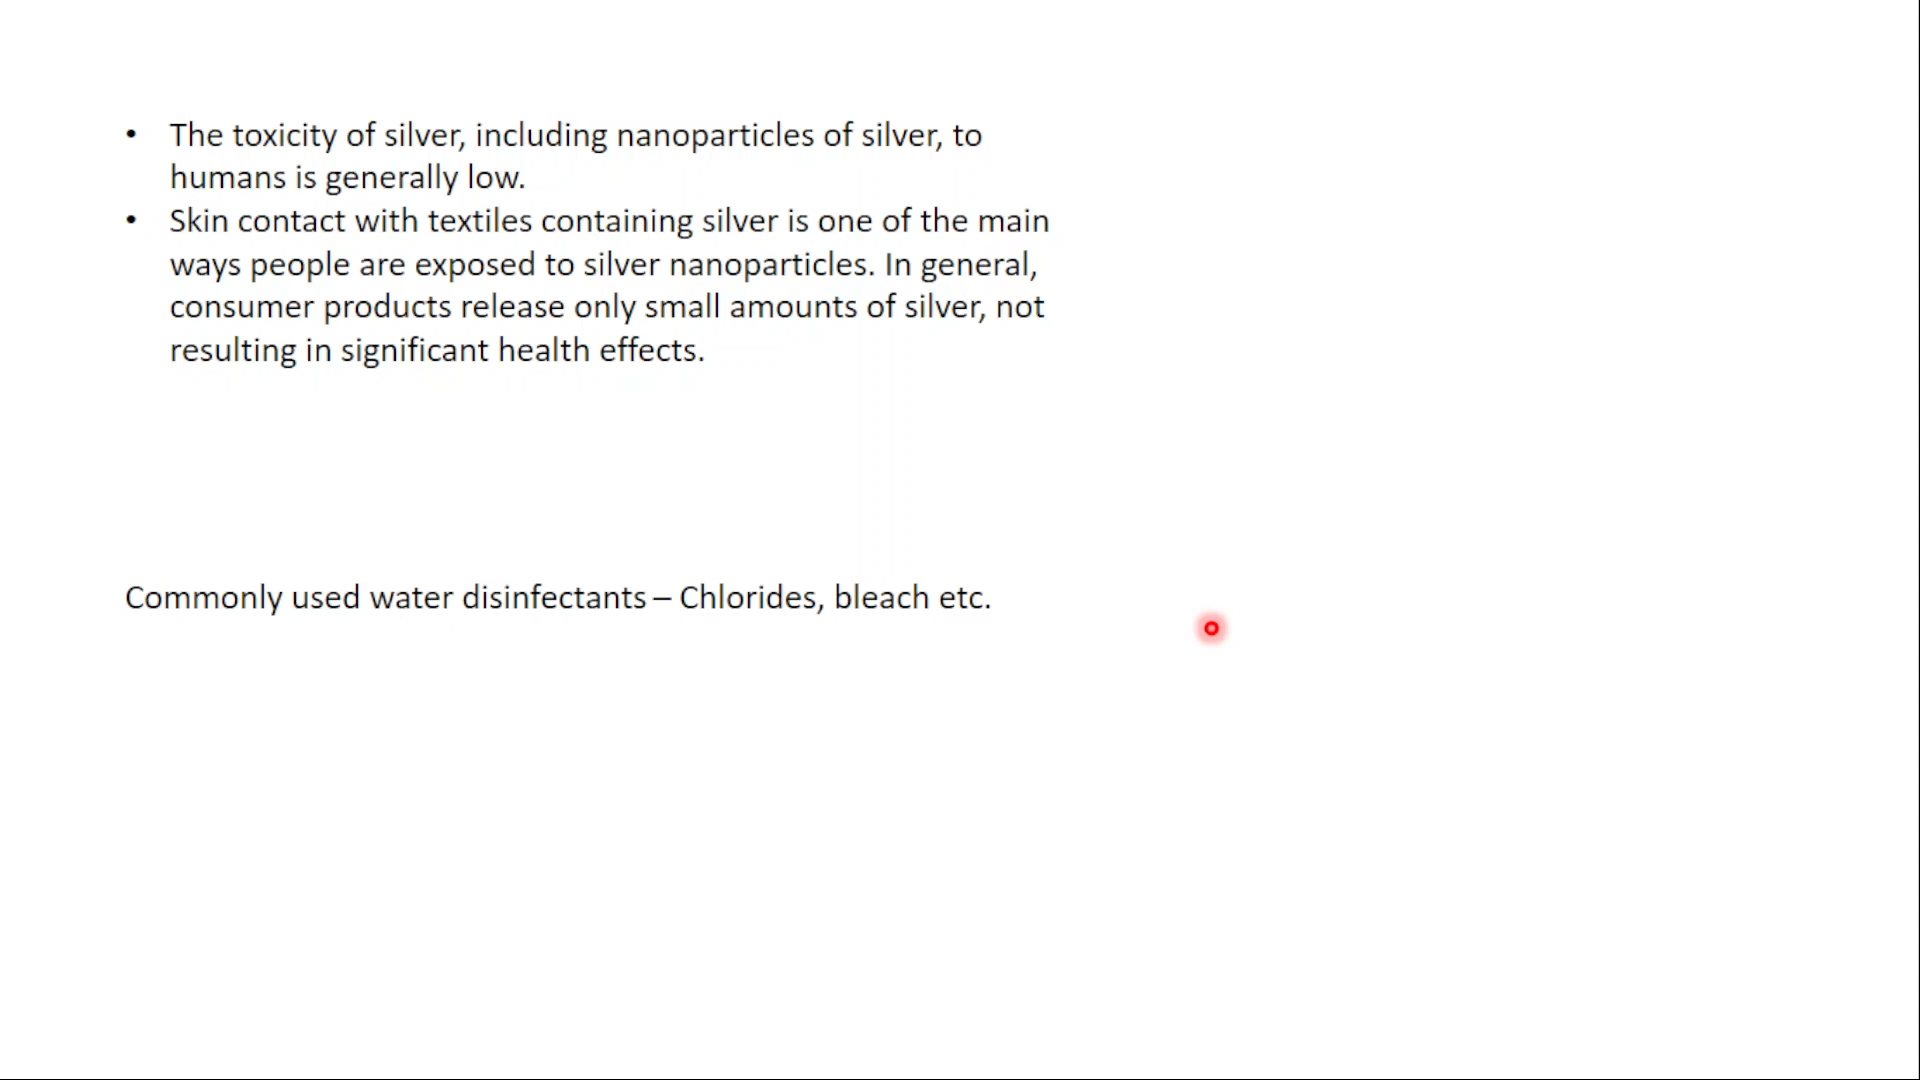 • The toxicity of silver, including nanoparticles of silver, to
humans is generally low.
• Skin contact with textiles containing silver is one of the main
ways people are exposed to silver nanoparticles. In general,
consumer products release only small amounts of silver, not
resulting in significant health effects.
Commonly used water disinfectants – Chlorides, bleach etc.